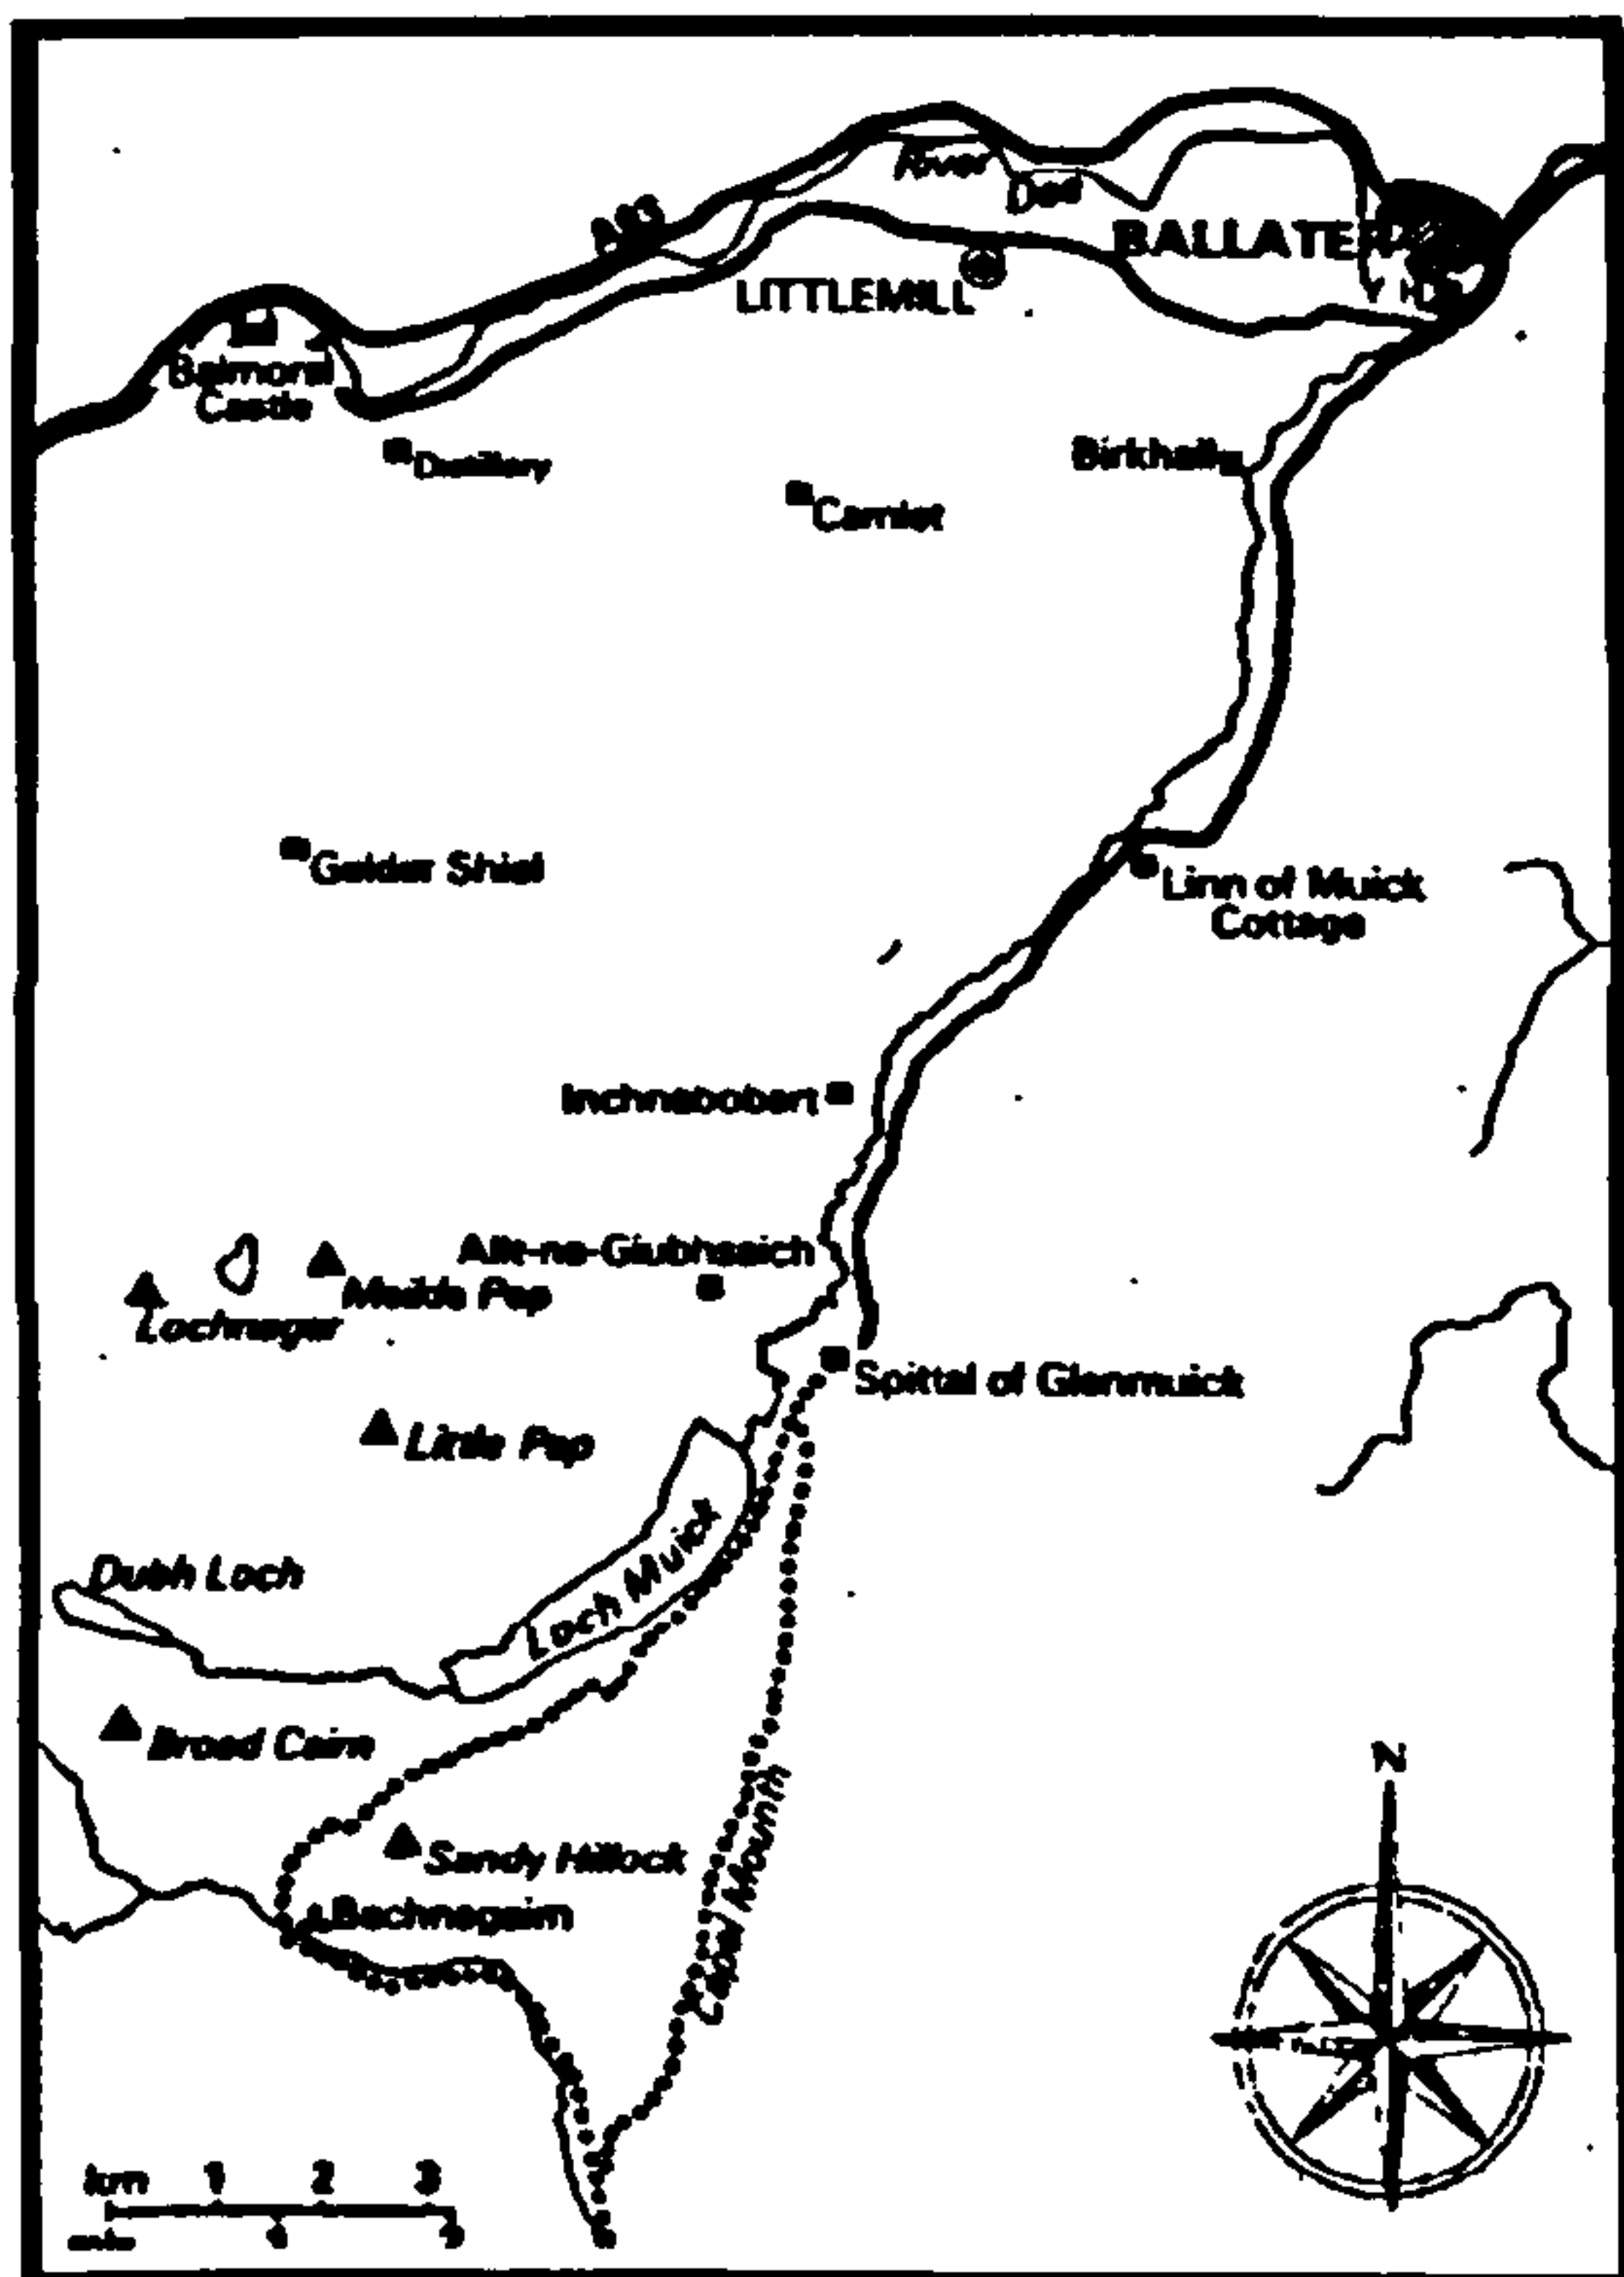 River
Dee
A93
BALLATER
YH
LITTLEMILL
Balmoral
Castle
Distillery
Birkhall
Camlet
Gelder Shiel
Linn of Muick
Cottage
Inchnabobart
Allt-na-Giubhsaich
Meikle Pap
Lochnagar
Spittal of Glenmuick
Little Pap
Loch Muick
Dubh Loch
Broad Cairn
Capel Mounth
Sandy Hillock
Bachnagairn
N
km 1 2 3
miles